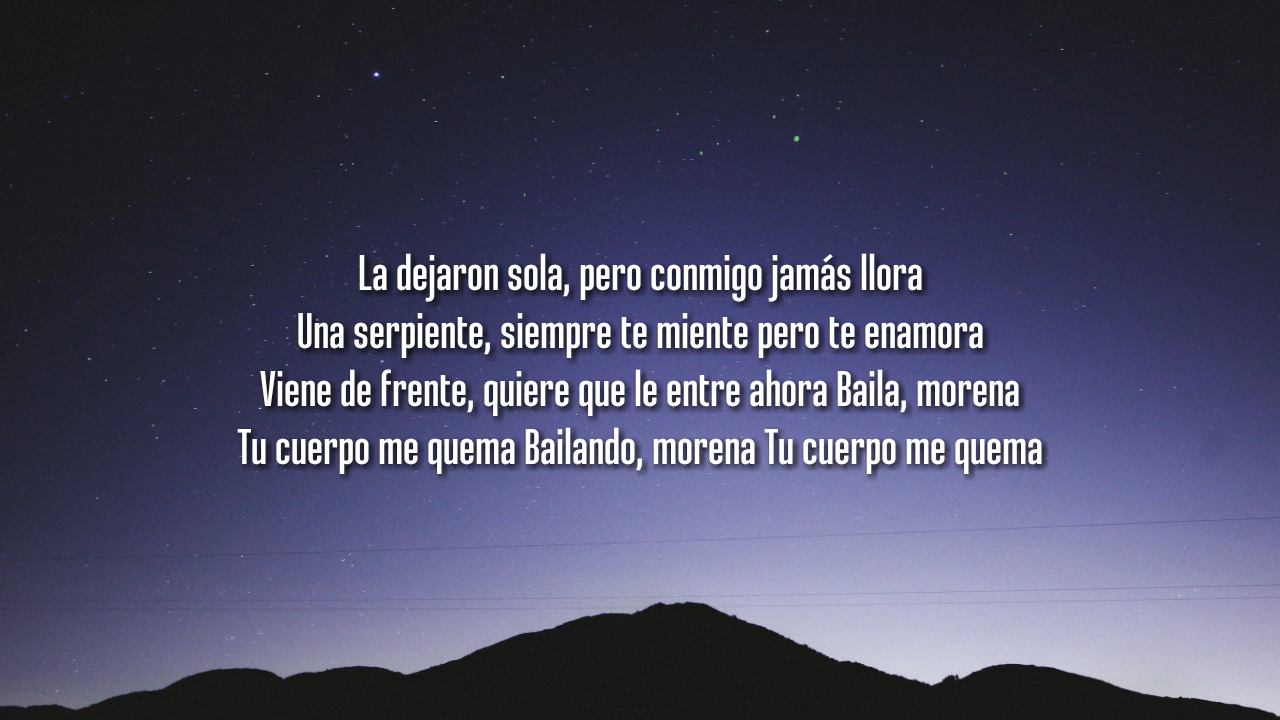 La dejaron sola, pero conmigo jamás llora
Una serpiente, siempre te miente pero te enamora
Viene de frente, quiere que le entre ahora Baila, morena
Tu cuerpo me quema Bailando, morena Tu cuerpo me quema